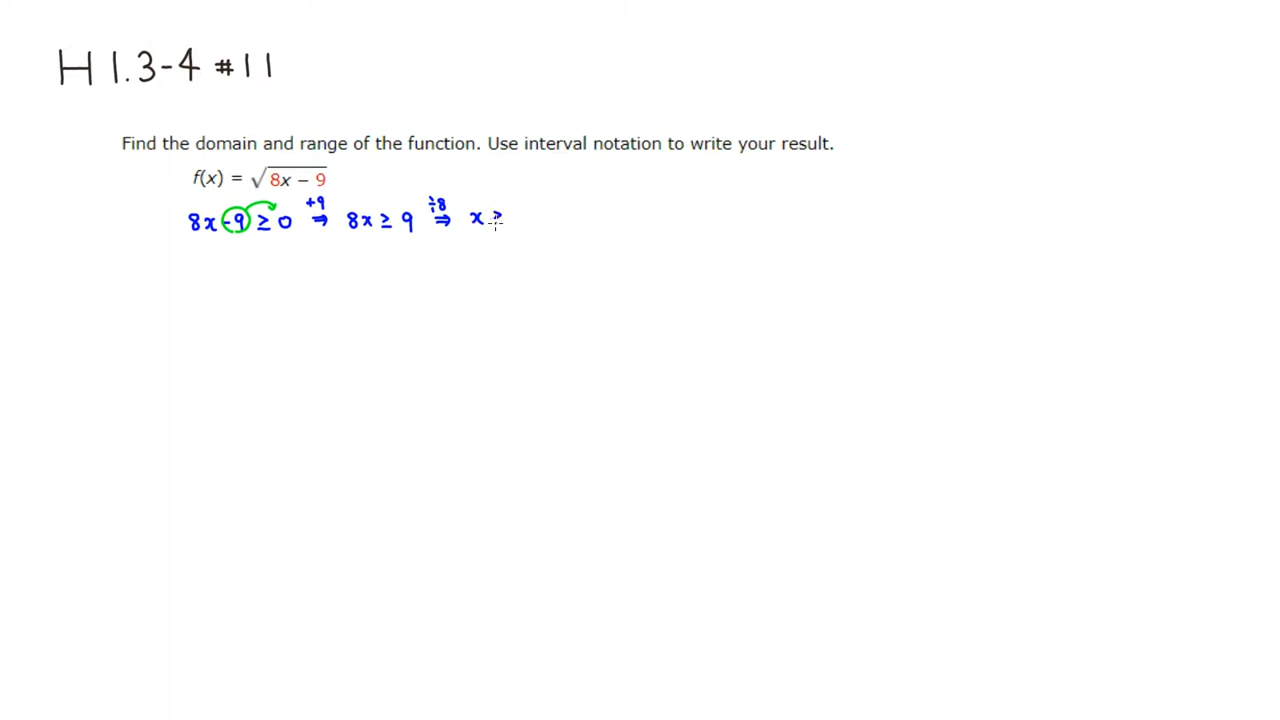 H 1.3-4 #11
Find the domain and range of the function. Use interval notation to write your result.
f(x) = √8x − 9
+9 ÷8
8x -9 ≥ 0 ⇒ 8x ≥ 9 ⇒ x ≥